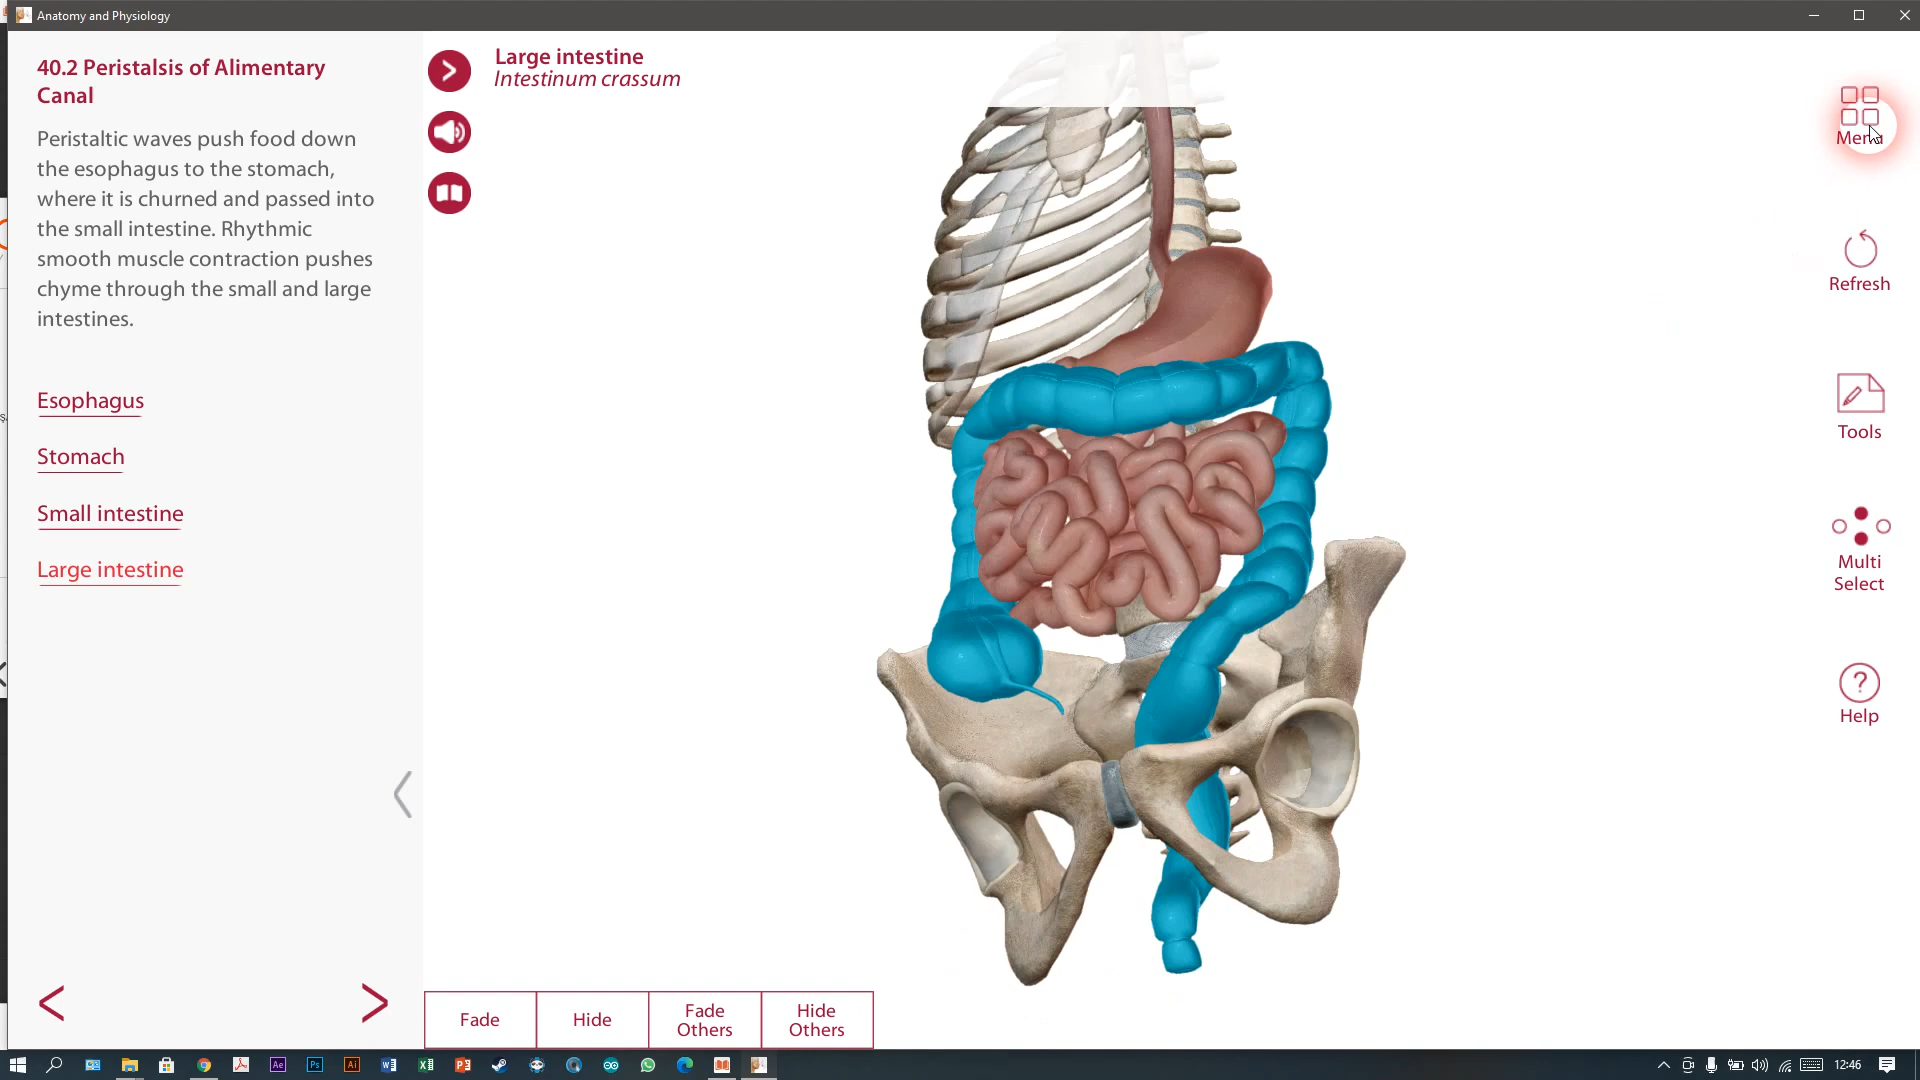 Anatomy and Physiology
40.2 Peristalsis of Alimentary
Canal
Peristaltic waves push food down
the esophagus to the stomach,
where it is churned and passed into
the small intestine. Rhythmic
smooth muscle contraction pushes
chyme through the small and large
intestines.
Esophagus
Stomach
Small intestine
Large intestine
Large intestine
Intestinum crassum
Menu
Refresh
Tools
Multi
Select
Help
Fade
Hide
Fade
Others
Hide
Others
Ae
Ps
Ai
12:46